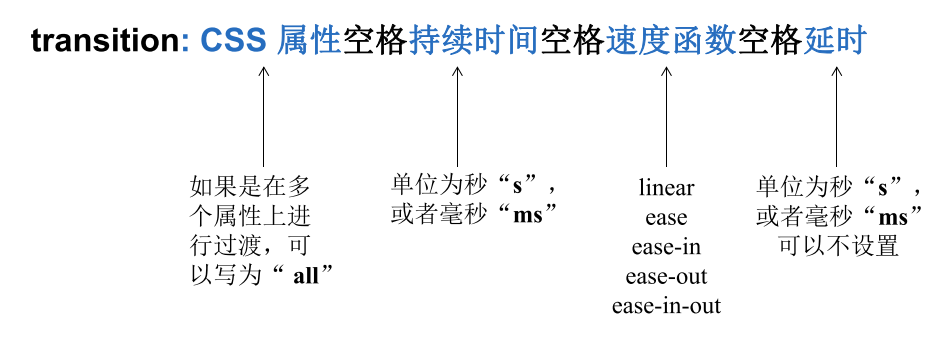 transition: CSS 属性空格持续时间空格速度函数空格延时
如果是在多
个属性上进
行过渡，可
以写为“ all”
单位为秒“s”，
或者毫秒“ms”
linear
ease
ease-in
ease-out
ease-in-out
单位为秒“s”，
或者毫秒“ms”
可以不设置